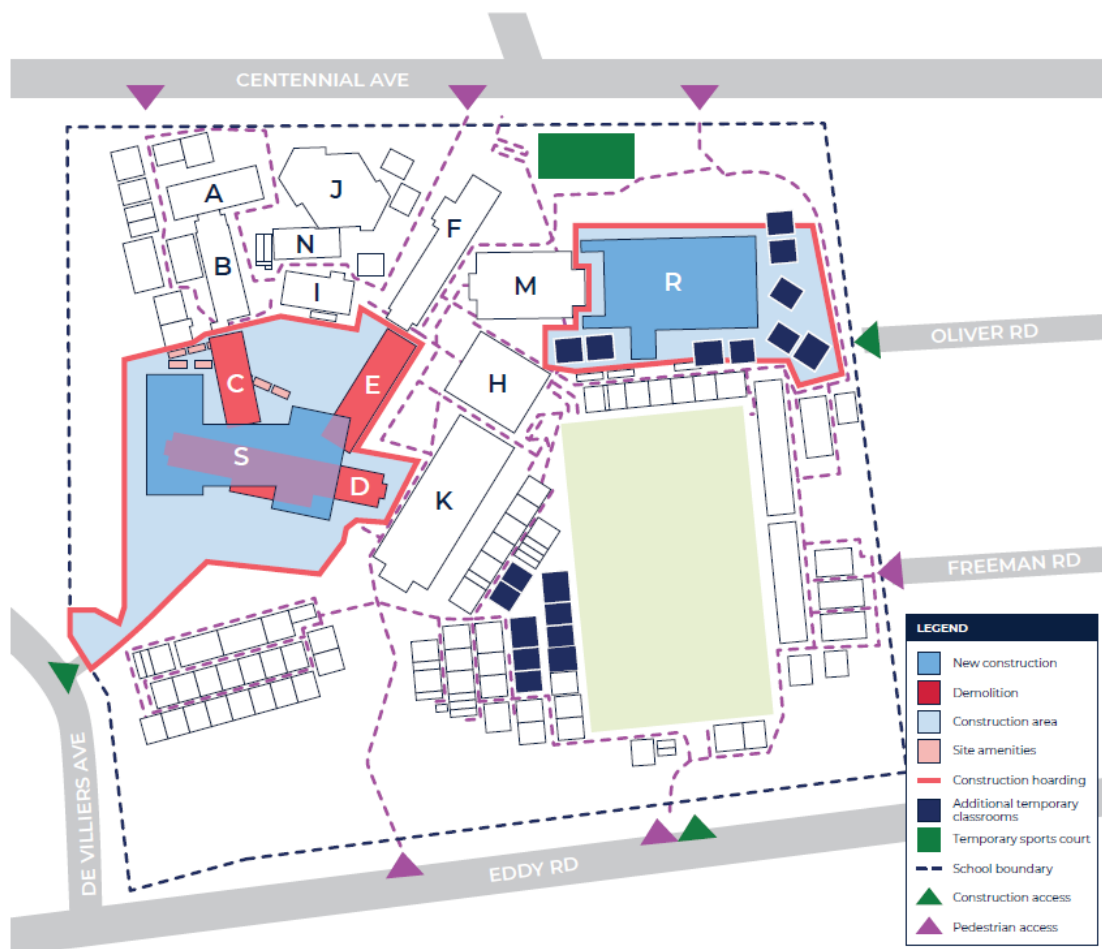 CENTENNIAL AVE
A
J
F
N
B
I
M
R
OLIVER RD
C
E
H
S
D
K
FREEMAN RD
LEGEND
New construction
Demolition
Construction area
Site amenities
Construction hoarding
Additional temporary
classrooms
Temporary sports court
School boundary
Construction access
Pedestrian access
DE VILLIERS AVE
EDDY RD